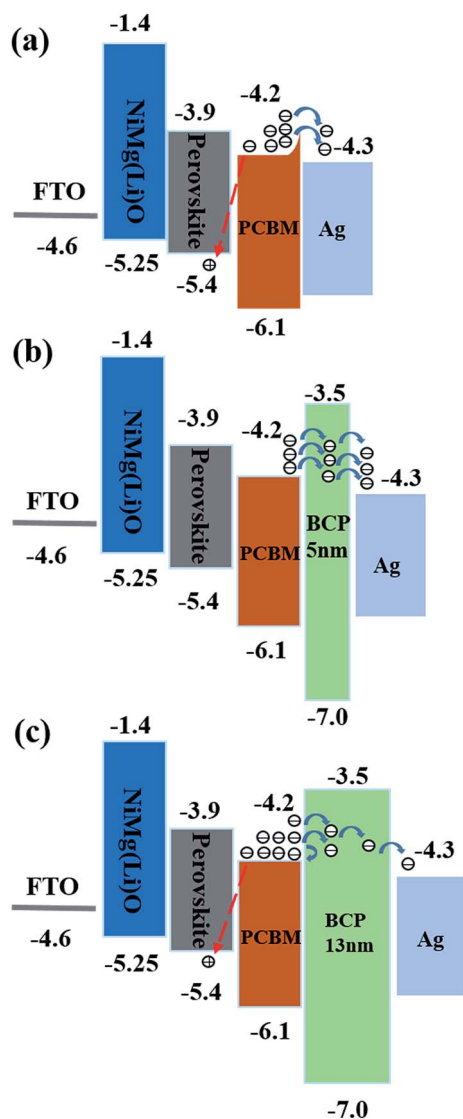 (a)
-1.4
NiMg(Li)O
-3.9
Perovskite
-4.2
-4.3
FTO
-4.6
PCBM
Ag
-5.25
-5.4
-6.1
(b)
-1.4
NiMg(Li)O
-3.9
Perovskite
-4.2
-3.5
-4.3
FTO
-4.6
PCBM
BCP
5nm
Ag
-5.25
-5.4
-6.1
-7.0
(c)
-1.4
NiMg(Li)O
-3.9
Perovskite
-4.2
-3.5
-4.3
FTO
-4.6
PCBM
BCP
13nm
Ag
-5.25
-5.4
-6.1
-7.0